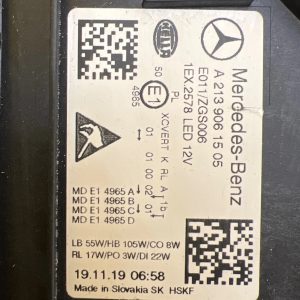 Merdedes-Benz
A 213 906 15 05
E011/ZGS006
1EX.2578 LED 12V
HELLA
PL
E1
50
4965
XCVERT K RL A 1b
01 01 00 02 01
MD E1 4965 A
MD E1 4965 B
MD E1 4965 C
MD E1 4965 D
LB 55W/HB 105W/CO 8W
RL 17W/PO 3W/DI 22W
19.11.19 06:58
Made in Slovakia SK HSKF